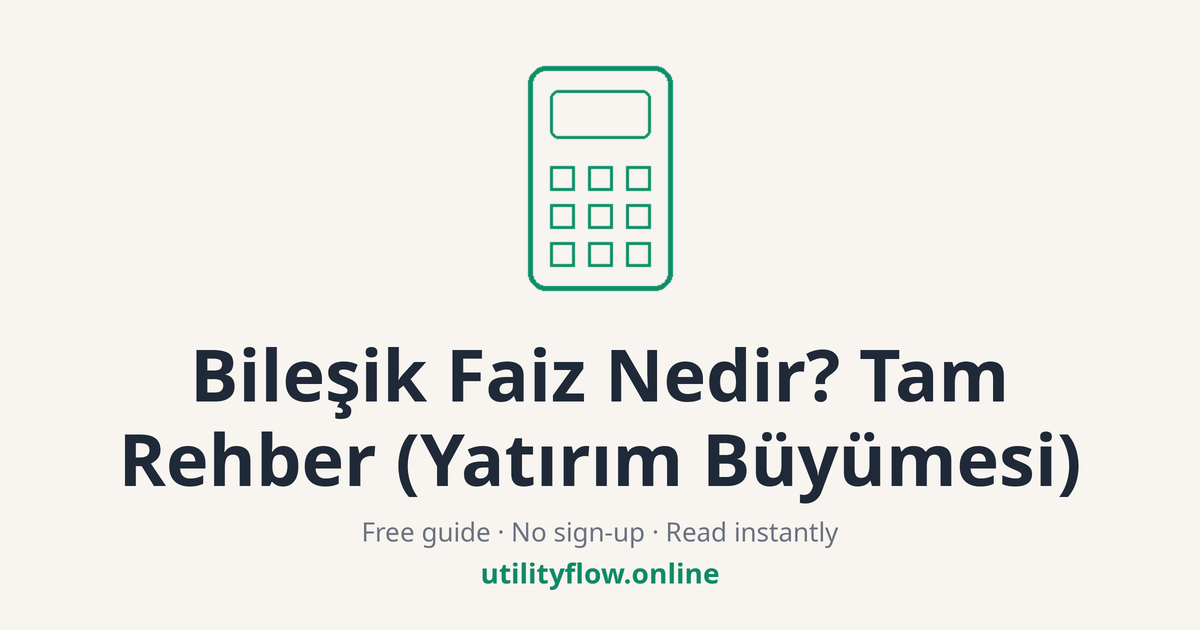 Bileşik Faiz Nedir? Tam
Rehber (Yatırım Büyümesi)
Free guide · No sign-up · Read instantly
utilityflow.online